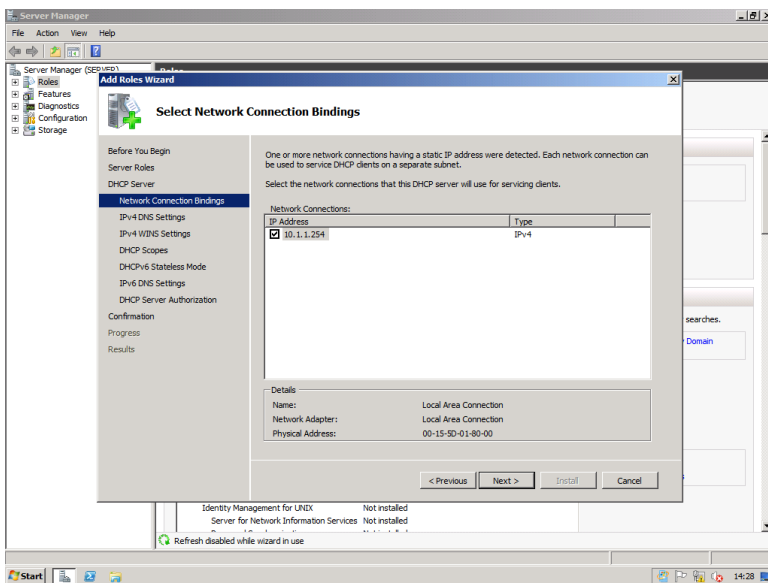 Server Manager
File Action View Help
Server Manager (SERVER)
Roles
Features
Diagnostics
Configuration
Storage
Add Roles Wizard
Select Network Connection Bindings
Before You Begin
Server Roles
DHCP Server
Network Connection Bindings
IPv4 DNS Settings
IPv4 WINS Settings
DHCP Scopes
DHCPv6 Stateless Mode
IPv6 DNS Settings
DHCP Server Authorization
Confirmation
Progress
Results
One or more network connections having a static IP address were detected. Each network connection can
be used to service DHCP clients on a separate subnet.
Select the network connections that this DHCP server will use for servicing clients.
Network Connections:
IP Address Type
10.1.1.254 IPv4
Details
Name: Local Area Connection
Network Adapter: Local Area Connection
Physical Address: 00-15-5D-01-80-00
< Previous Next > Install Cancel
searches.
Domain
Identity Management for UNIX Not installed
Server for Network Information Services Not installed
Refresh disabled while wizard in use
Start 14:28